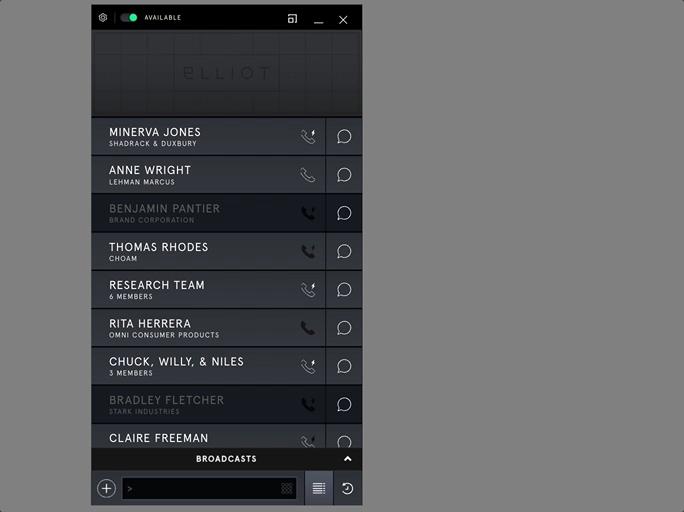 AVAILABLE
ELLIOT
MINERVA JONES
SHADRACK & DUXBURY
ANNE WRIGHT
LEHMAN MARCUS
BENJAMIN PANTIER
BRAND CORPORATION
THOMAS RHODES
CHOAM
RESEARCH TEAM
6 MEMBERS
RITA HERRERA
OMNI CONSUMER PRODUCTS
CHUCK, WILLY, & NILES
3 MEMBERS
BRADLEY FLETCHER
STARK INDUSTRIES
CLAIRE FREEMAN
BROADCASTS
>